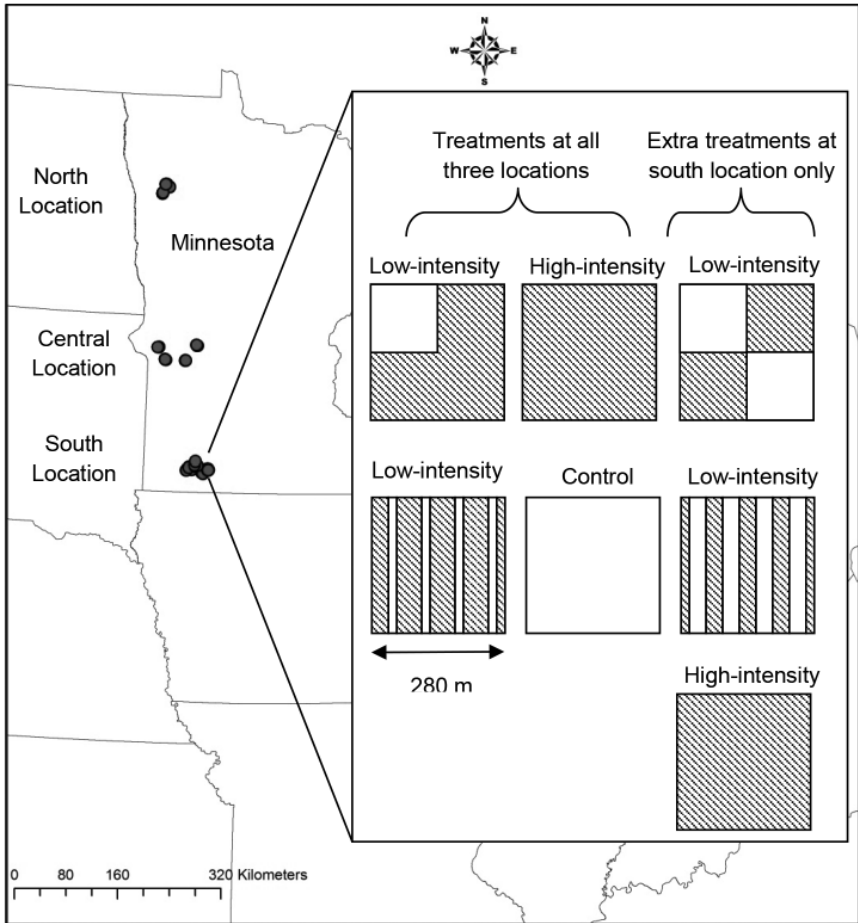 N
W E
S
Treatments at all
three locations
Extra treatments at
south location only
North
Location
Minnesota
Low-intensity
High-intensity
Low-intensity
Central
Location
South
Location
Low-intensity
Control
Low-intensity
280 m
High-intensity
0 80 160 320 Kilometers